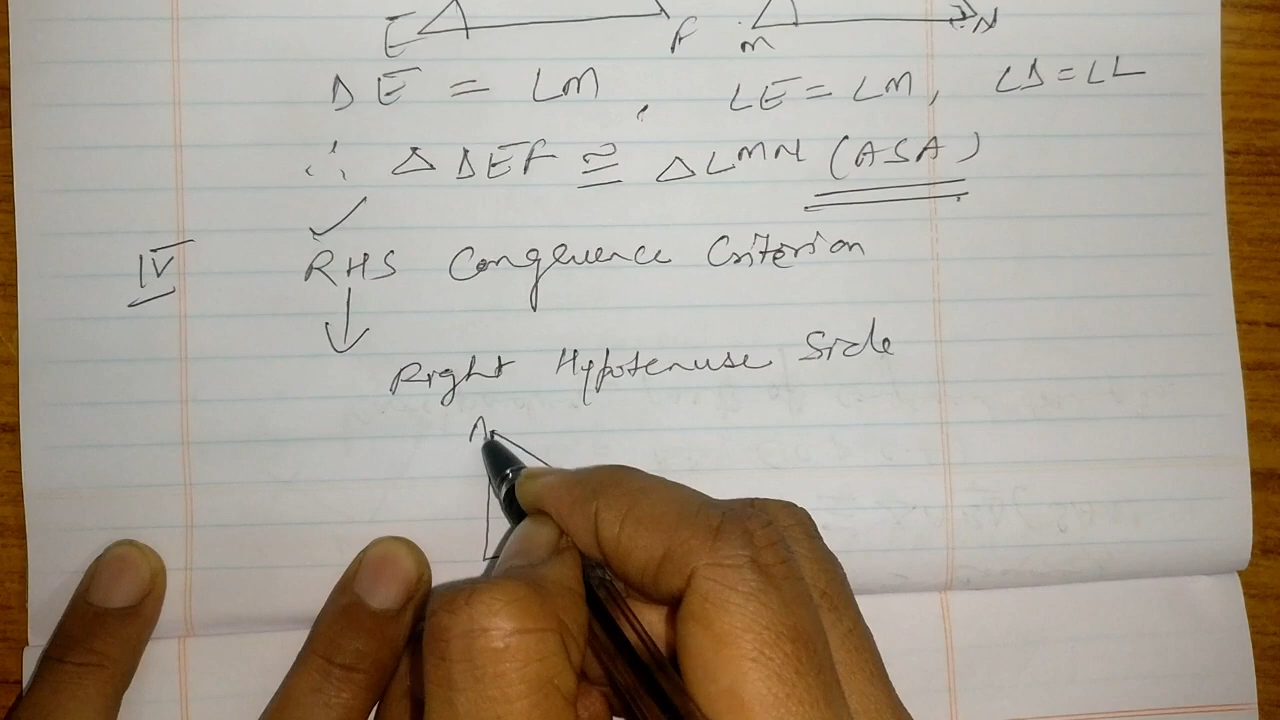 E F M N
DE = LM, ∠E = ∠M, ∠D = ∠L
∴ △DEF ≅ △LMN (ASA)
IV RHS Congruence Criterion
Right Hypotenuse Side
A